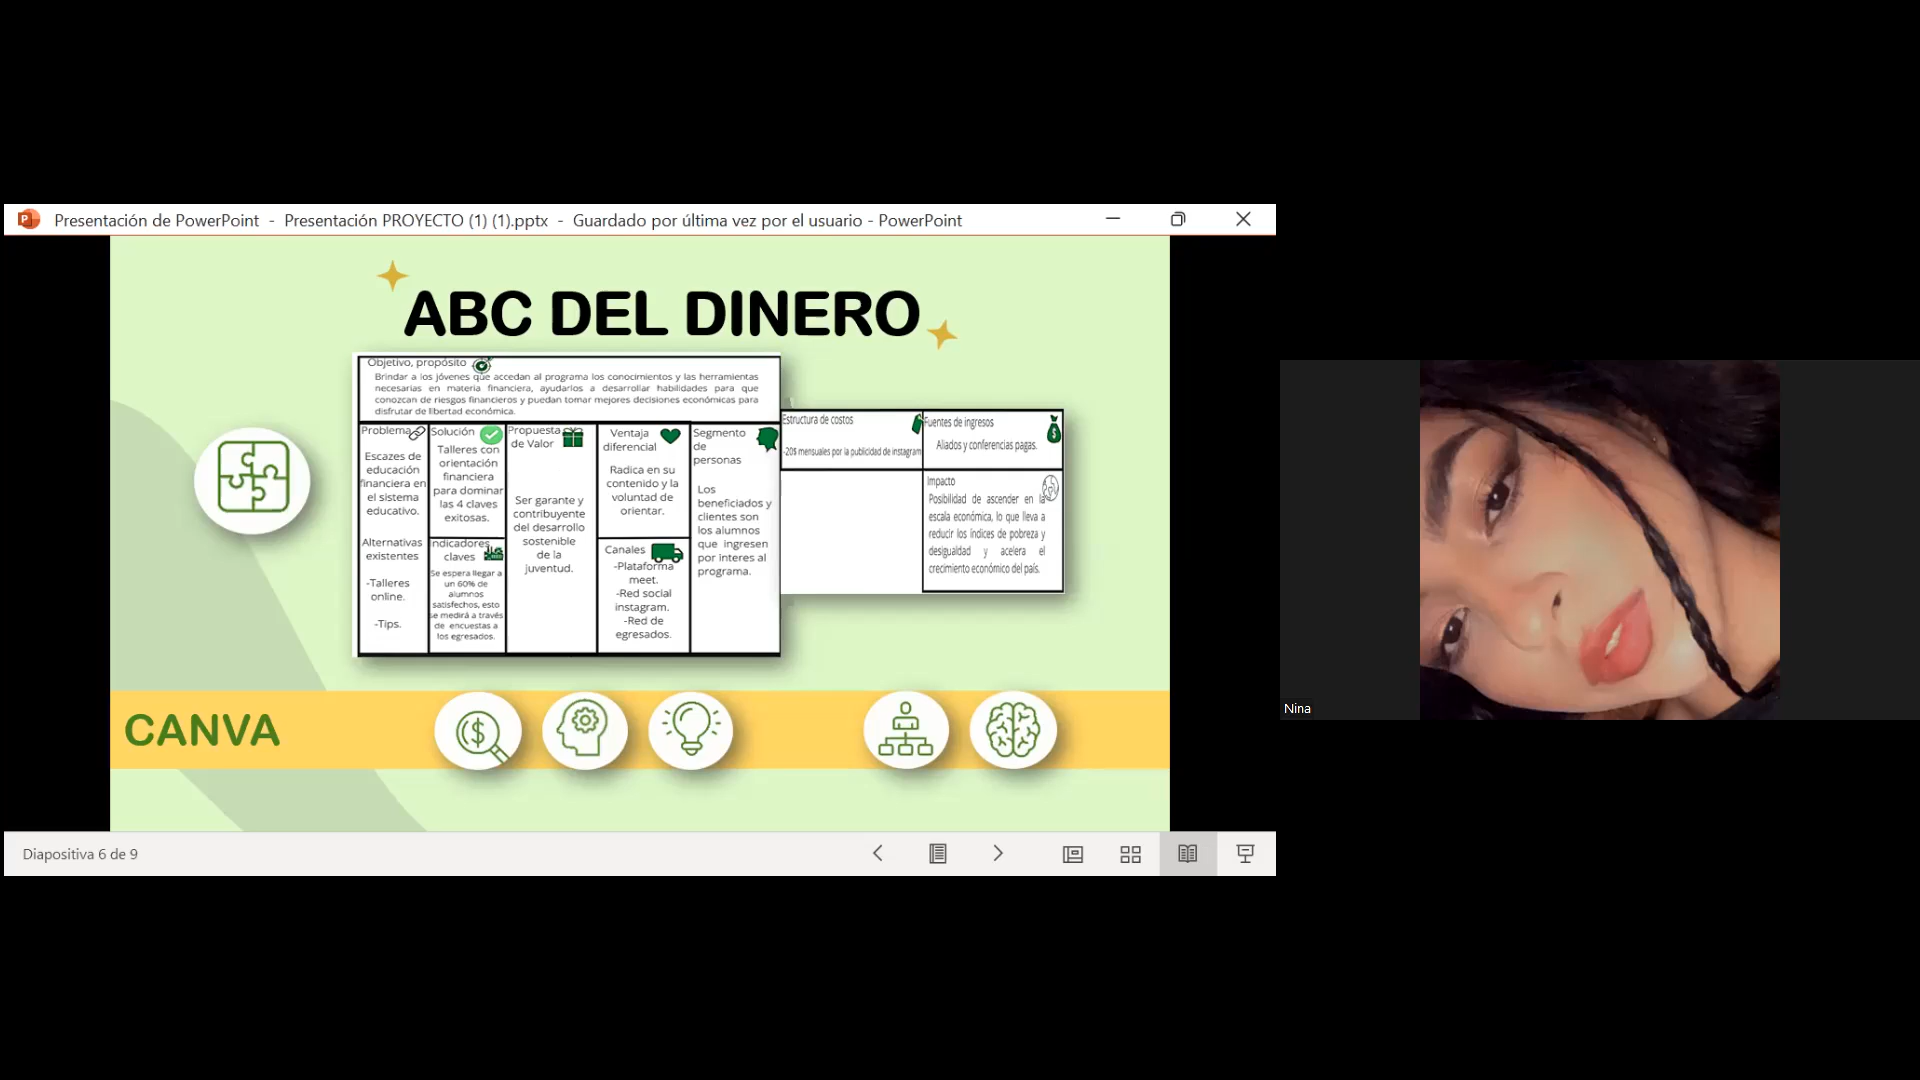 Presentación de PowerPoint - Presentación PROYECTO (1) (1).pptx - Guardado por última vez por el usuario - PowerPoint
ABC DEL DINERO
Objetivo, propósito
Brindar a los jóvenes que accedan al programa los conocimientos y las herramientas
necesarias en materia financiera, ayudarlos a desarrollar habilidades para que
conozcan de riesgos financieros y puedan tomar mejores decisiones económicas para
disfrutar de libertad económica.
Problema
Escazes de
educación
financiera en
el sistema
educativo.
Alternativas
existentes
-Talleres
online.
-Tips.
Solución
Talleres con
orientación
financiera
para dominar
las 4 claves
exitosas.
Indicadores
claves
Se espera llegar a
un 60% de
alumnos
satisfechos, esto
se medirá a través
de encuestas a
los egresados.
Propuesta
de Valor
Ser garante y
contribuyente
del desarrollo
sostenible
de la
juventud.
Ventaja
diferencial
Radica en su
contenido y la
voluntad de
orientar.
Canales
-Plataforma
meet.
-Red social
instagram.
-Red de
egresados.
Segmento
de
personas
Los
beneficiados y
clientes son
los alumnos
que ingresen
por interes al
programa.
Estructura de costos
-20$ mensuales por la publicidad de instagram
Fuentes de ingresos
Aliados y conferencias pagas.
Impacto
Posibilidad de ascender en la
escala económica, lo que lleva a
reducir los índices de pobreza y
desigualdad y acelera el
crecimiento económico del país.
CANVA
Diapositiva 6 de 9
Nina